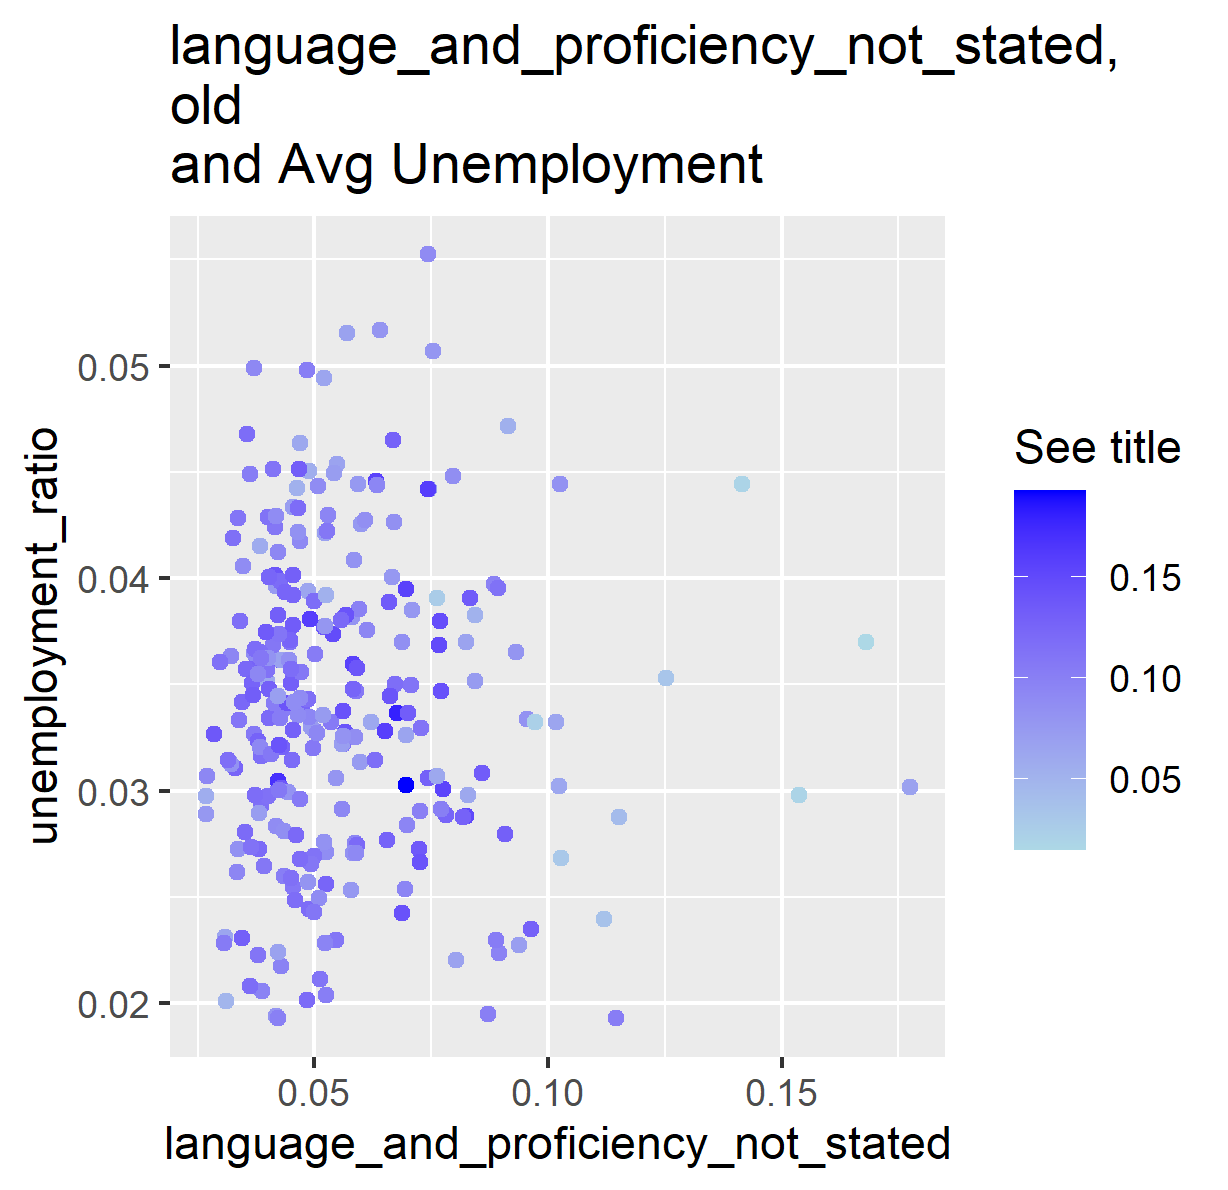 language_and_proficiency_not_stated,
old
and Avg Unemployment
unemployment_ratio
0.05
0.04
0.03
0.02
0.05
0.10
0.15
language_and_proficiency_not_stated
See title
0.15
0.10
0.05